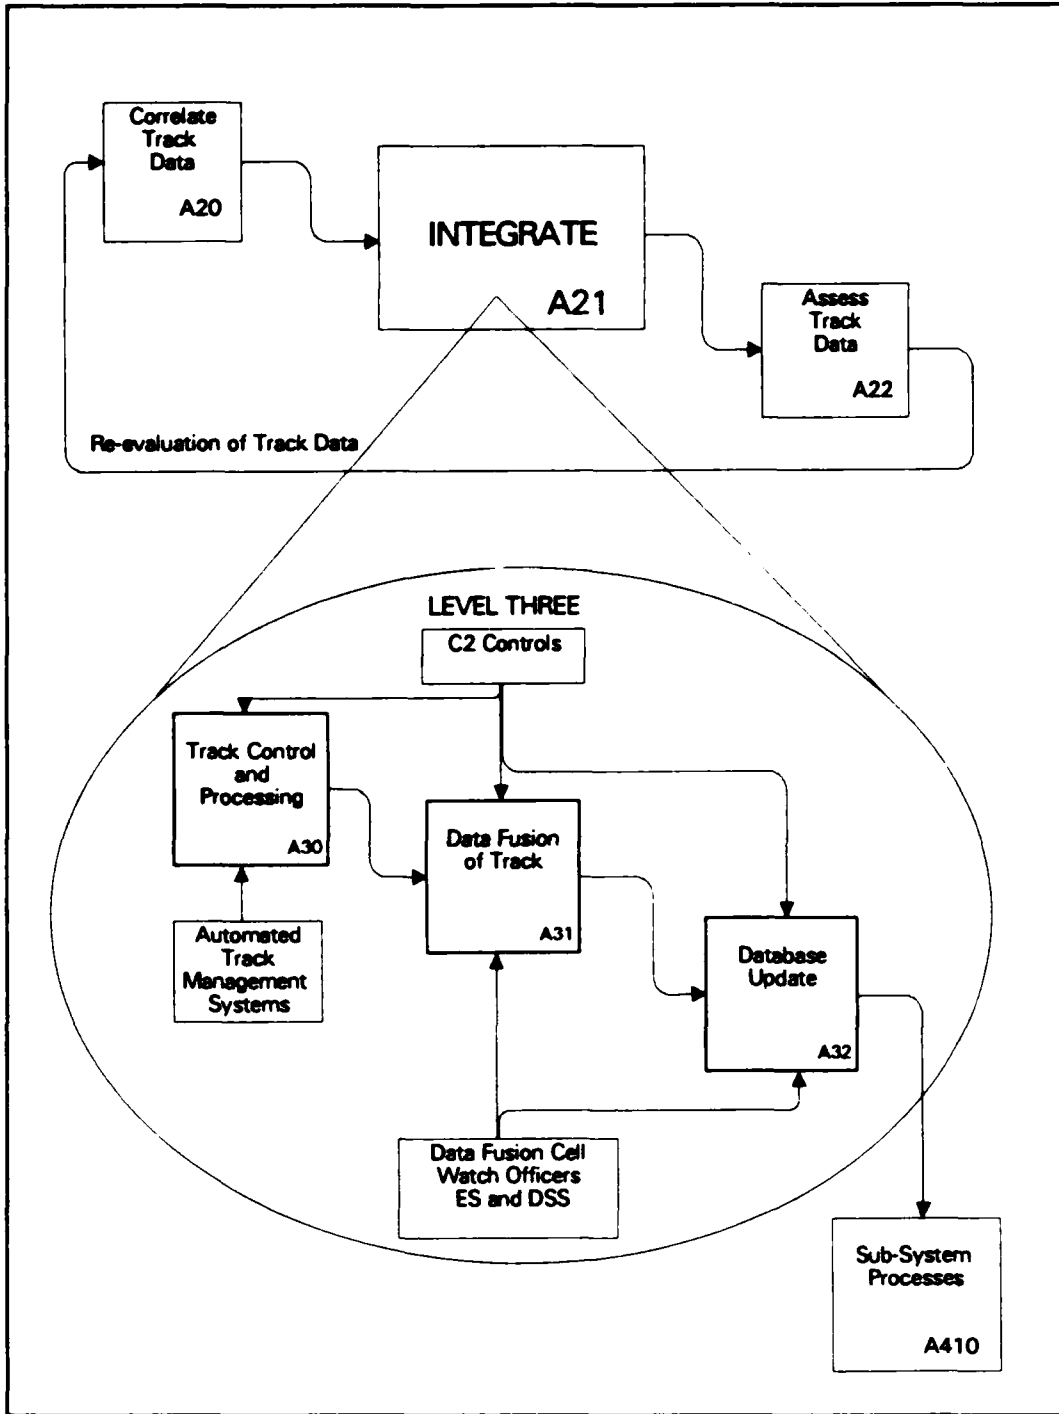 Correlate
Track
Data
A20
INTEGRATE
A21
Assess
Track
Data
A22
Re-evaluation of Track Data
LEVEL THREE
C2 Controls
Track Control
and
Processing
A30
Data Fusion
of Track
A31
Automated
Track
Management
Systems
Database
Update
A32
Data Fusion Cell
Watch Officers
ES and DSS
Sub-System
Processes
A410